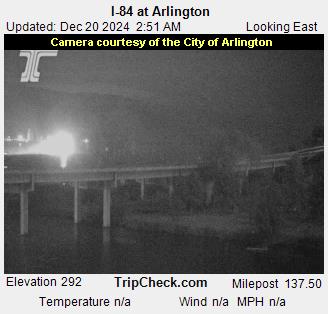 I-84 at Arlington
Updated: Dec 20 2024 2:51 AM Looking East
Camera courtesy of the City of Arlington
Elevation 292 TripCheck.com Milepost 137.50
Temperature n/a Wind n/a MPH n/a